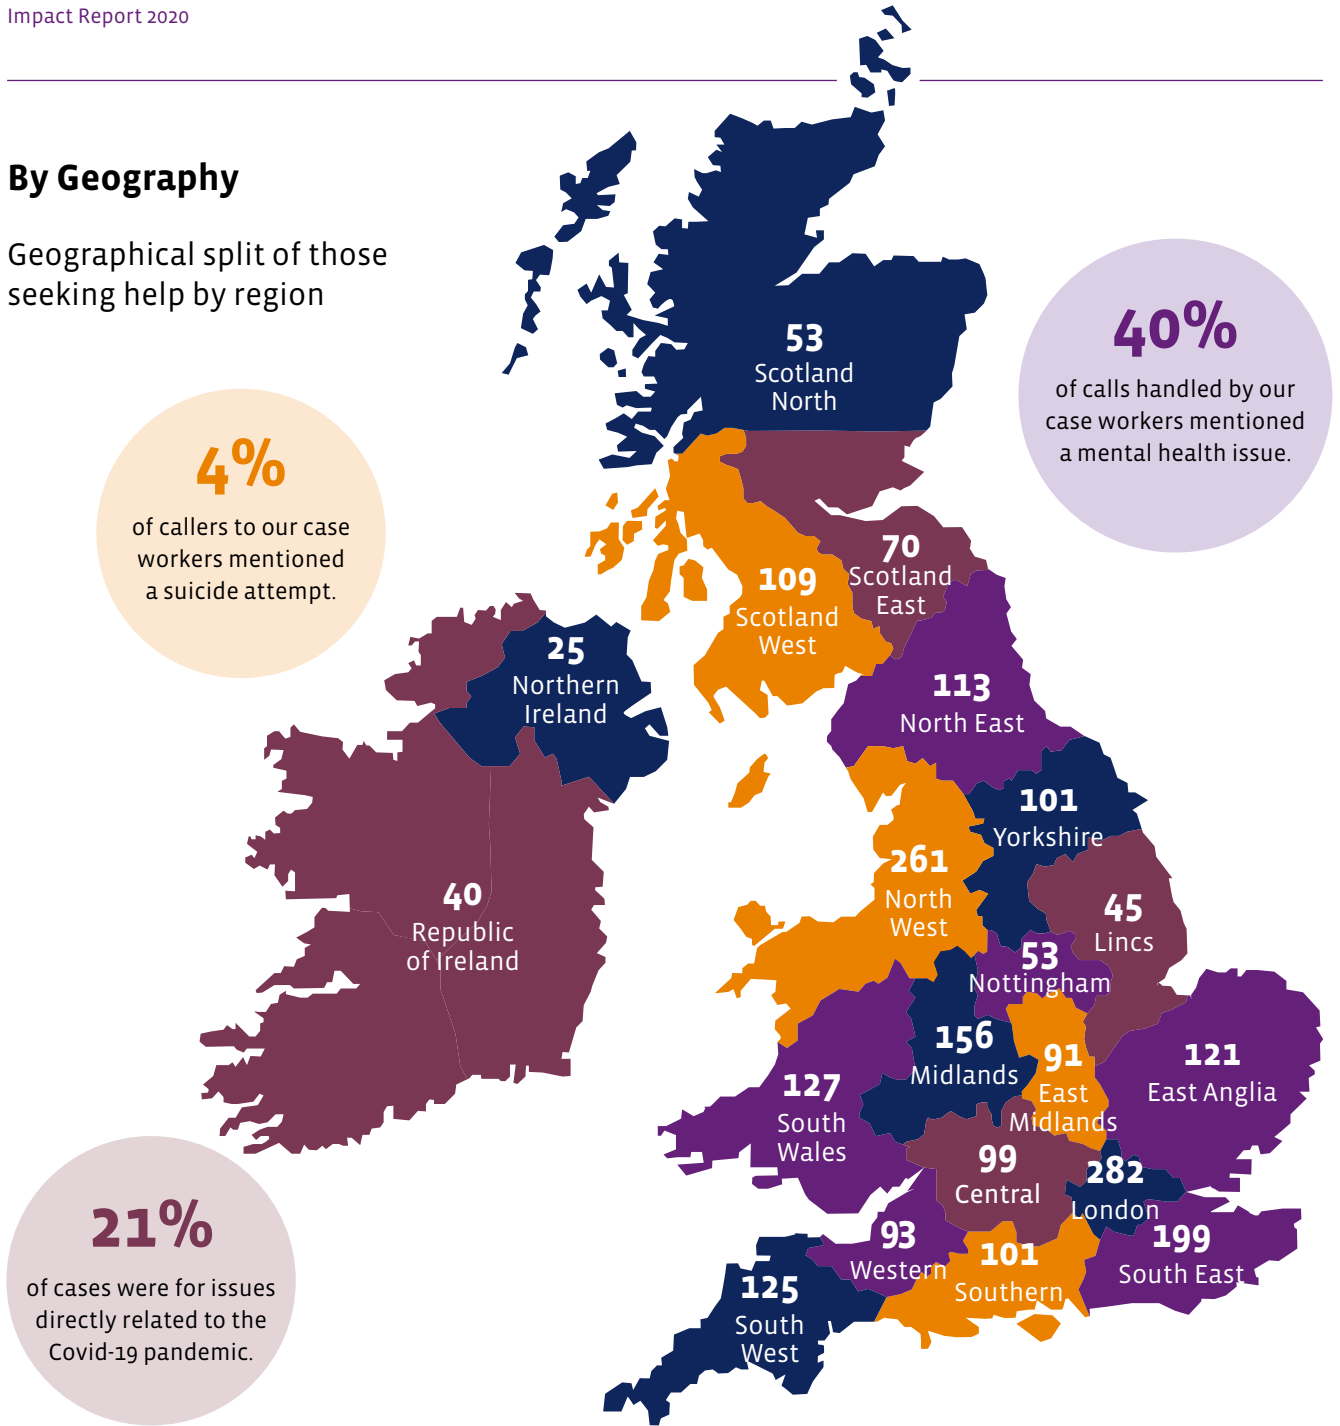 Impact Report 2020
By Geography
Geographical split of those
seeking help by region
53
Scotland
North
40%
of calls handled by our
case workers mentioned
a mental health issue.
4%
of callers to our case
workers mentioned
a suicide attempt.
70
Scotland
East
109
Scotland
West
25
Northern
Ireland
113
North East
101
Yorkshire
261
North
West
40
Republic
of Ireland
45
Lincs
53
Nottingham
156
Midlands
91
East
Midlands
121
East Anglia
127
South
Wales
99
Central
282
London
21%
of cases were for issues
directly related to the
Covid-19 pandemic.
93
Western
101
Southern
199
South East
125
South
West